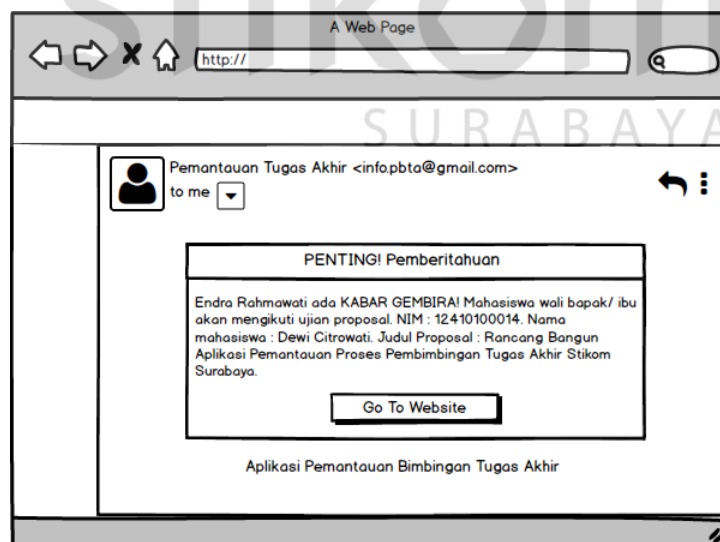 stikom
A Web Page
http://
SURABAYA
Pemantauan Tugas Akhir <info.pbta@gmail.com>
to me
PENTING! Pemberitahuan
Endra Rahmawati ada KABAR GEMBIRA! Mahasiswa wali bapak/ ibu
akan mengikuti ujian proposal. NIM : 12410100014. Nama
mahasiswa : Dewi Citrowati. Judul Proposal : Rancang Bangun
Aplikasi Pemantauan Proses Pembimbingan Tugas Akhir Stikom
Surabaya.
Go To Website
Aplikasi Pemantauan Bimbingan Tugas Akhir